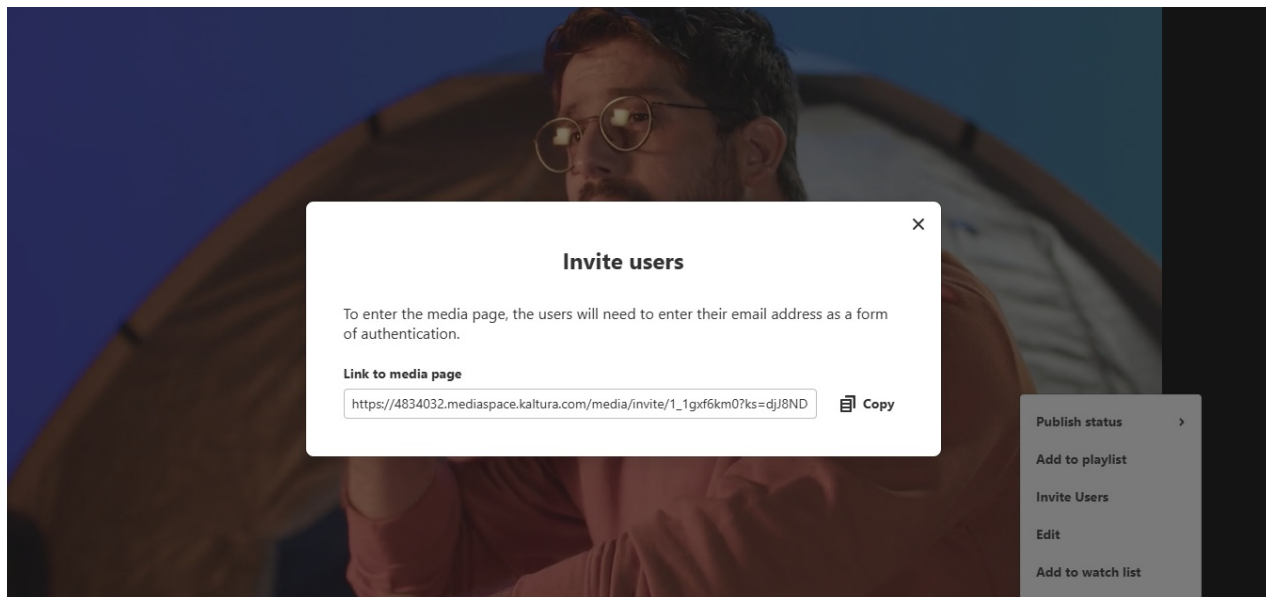 Invite users
To enter the media page, the users will need to enter their email address as a form
of authentication.
Link to media page
https://4834032.mediaspace.kaltura.com/media/invite/1_1gxf6km0?ks=djJ8ND
Copy
Publish status
Add to playlist
Invite Users
Edit
Add to watch list